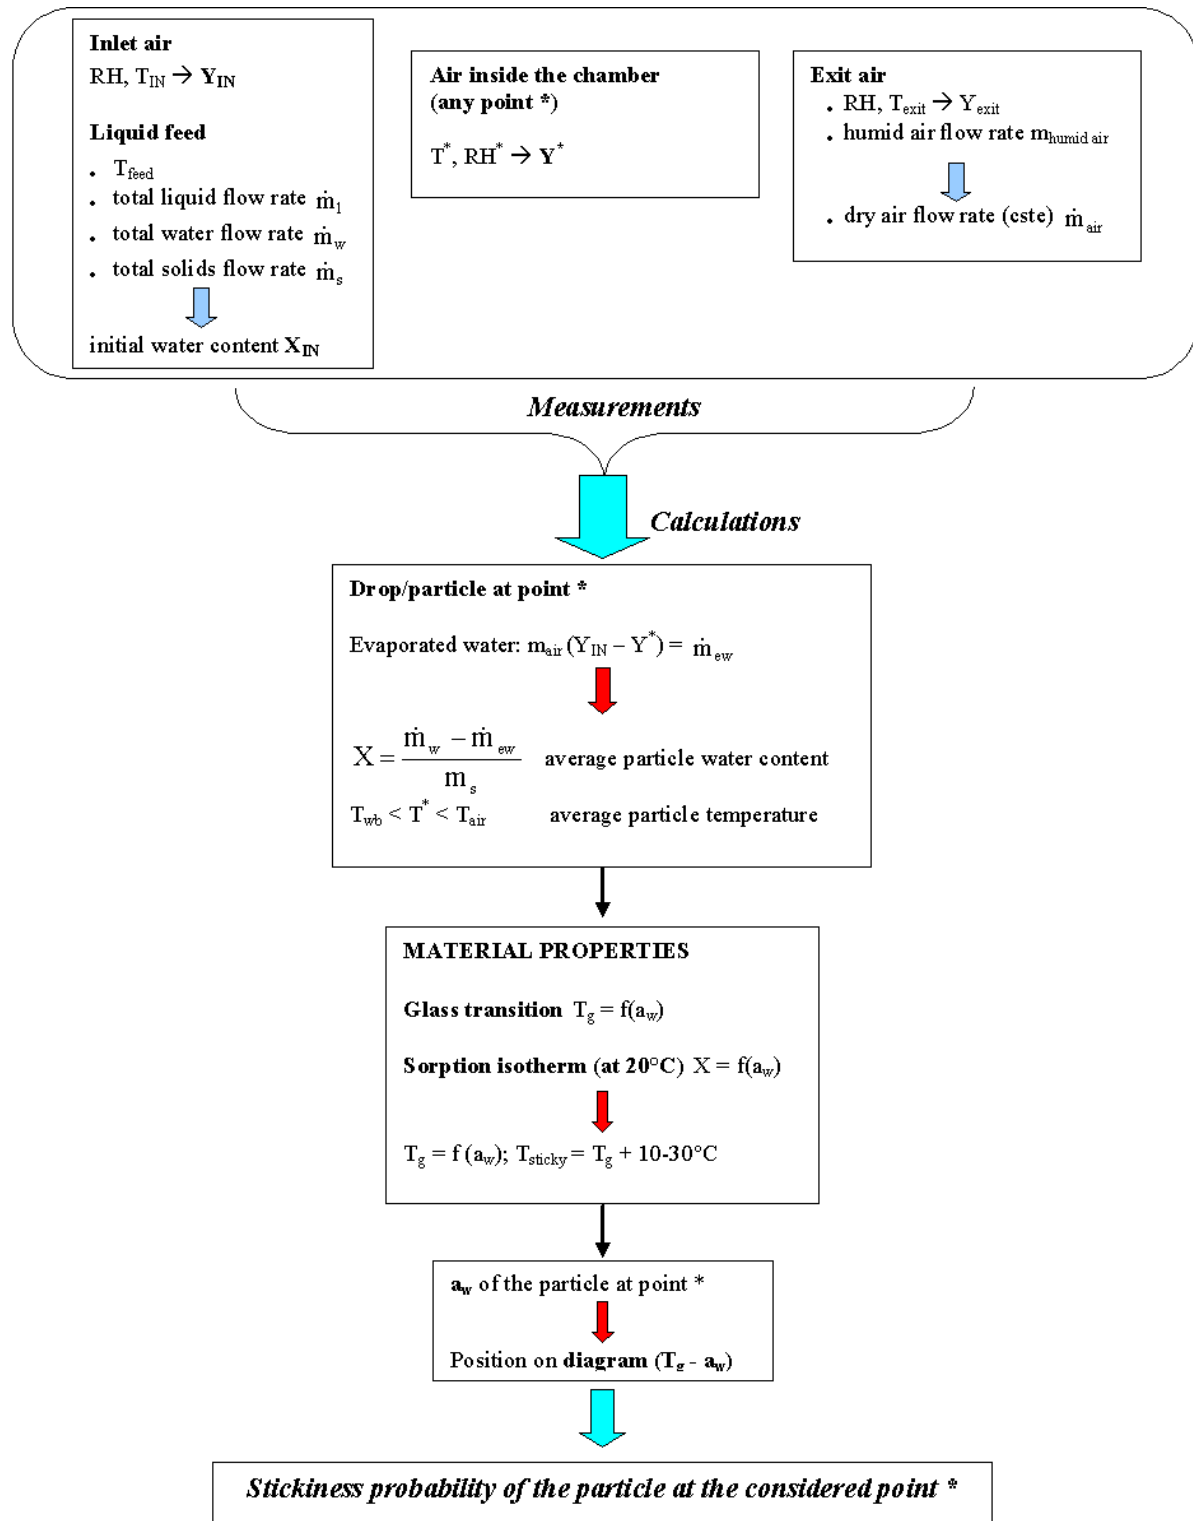 Inlet air
RH, T_IN → Y_IN
Liquid feed
• T_feed
• total liquid flow rate ṁ_l
• total water flow rate ṁ_w
• total solids flow rate ṁ_s
initial water content X_IN
Air inside the chamber
(any point *)
T*, RH* → Y*
Exit air
• RH, T_exit → Y_exit
• humid air flow rate m_humid air
• dry air flow rate (cste) ṁ_air
Measurements
Calculations
Drop/particle at point *
Evaporated water: m_air (Y_IN – Y*) = ṁ_ew
X = (ṁ_w − ṁ_ew) / m_s average particle water content
T_wb < T* < T_air average particle temperature
MATERIAL PROPERTIES
Glass transition T_g = f(a_w)
Sorption isotherm (at 20°C) X = f(a_w)
T_g = f (a_w); T_sticky = T_g + 10-30°C
a_w of the particle at point *
Position on diagram (T_g - a_w)
Stickiness probability of the particle at the considered point *